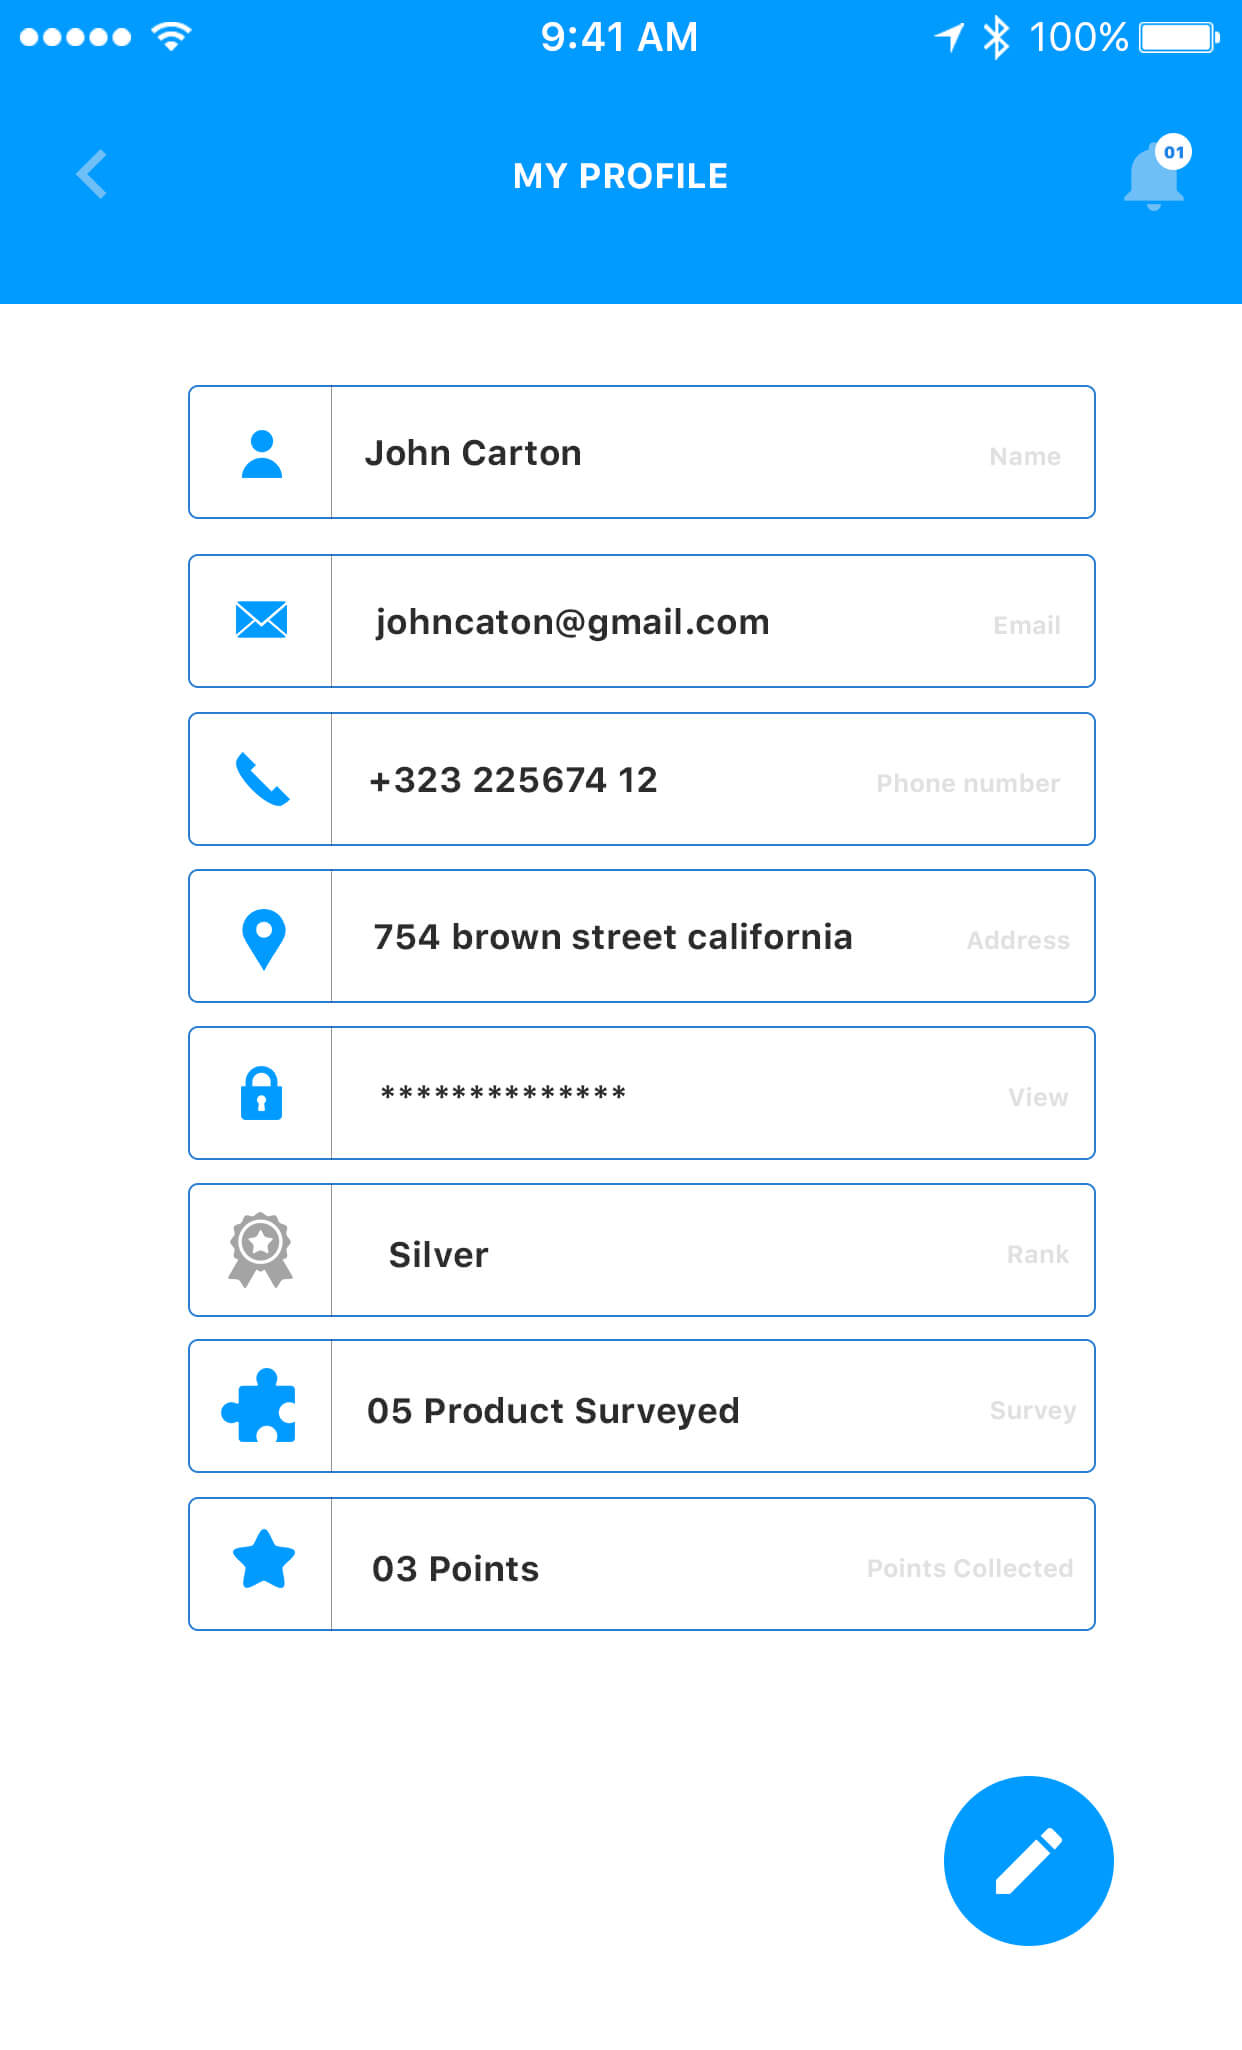 9:41 AM 100%
MY PROFILE 01
John Carton Name
johncaton@gmail.com Email
+323 225674 12 Phone number
754 brown street california Address
************** View
Silver Rank
05 Product Surveyed Survey
03 Points Points Collected